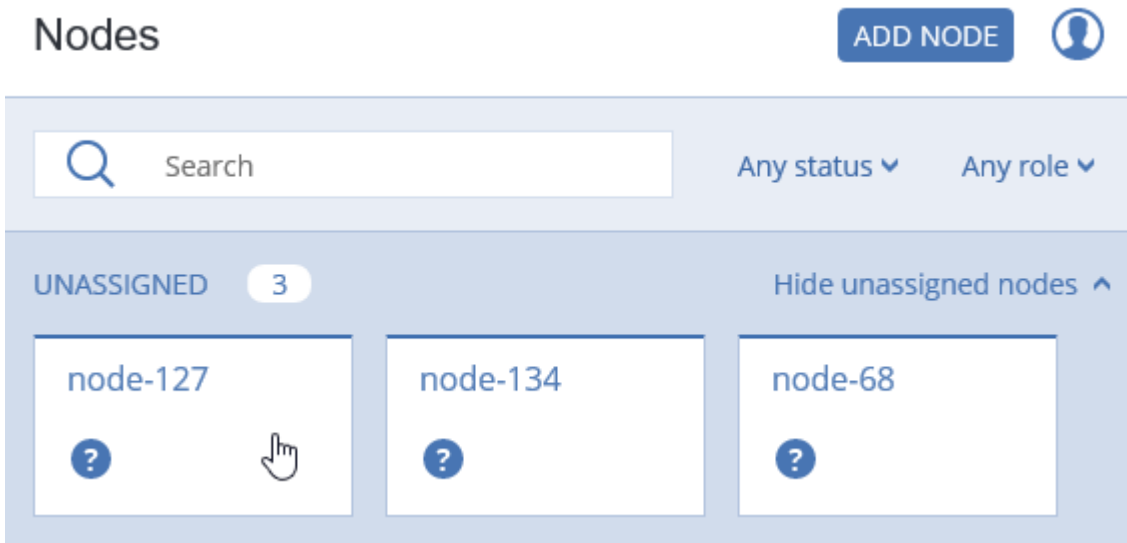 Nodes
ADD NODE
Search
Any status
Any role
UNASSIGNED 3
Hide unassigned nodes
node-127
node-134
node-68
?
?
?